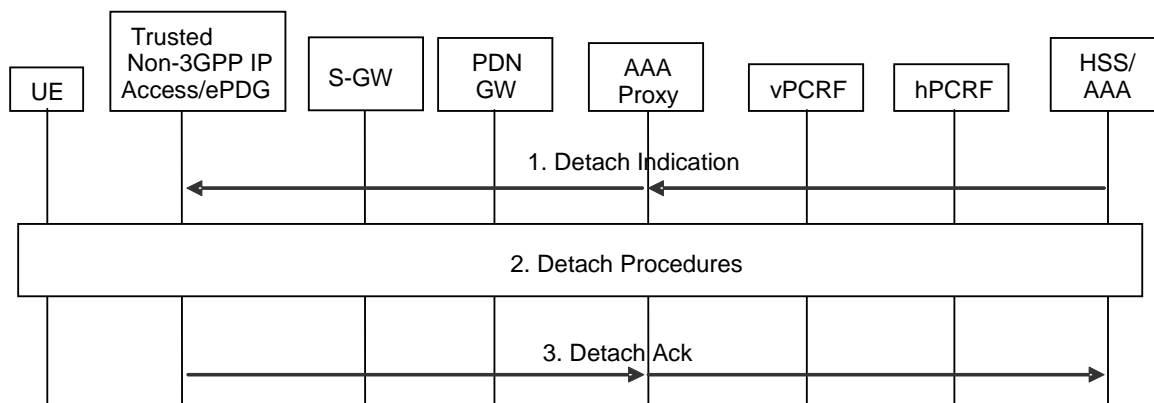 UE
Trusted
Non-3GPP IP
Access/ePDG
S-GW
PDN
GW
AAA
Proxy
vPCRF
hPCRF
HSS/
AAA
1. Detach Indication
2. Detach Procedures
3. Detach Ack